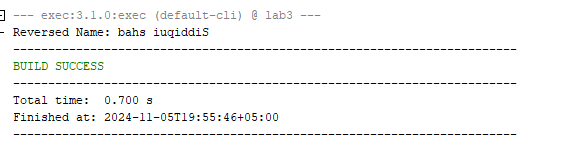 --- exec:3.1.0:exec (default-cli) @ lab3 ---
Reversed Name: bahs iuqiddiS
------------------------------------------------------------------------
BUILD SUCCESS
------------------------------------------------------------------------
Total time:  0.700 s
Finished at: 2024-11-05T19:55:46+05:00
------------------------------------------------------------------------